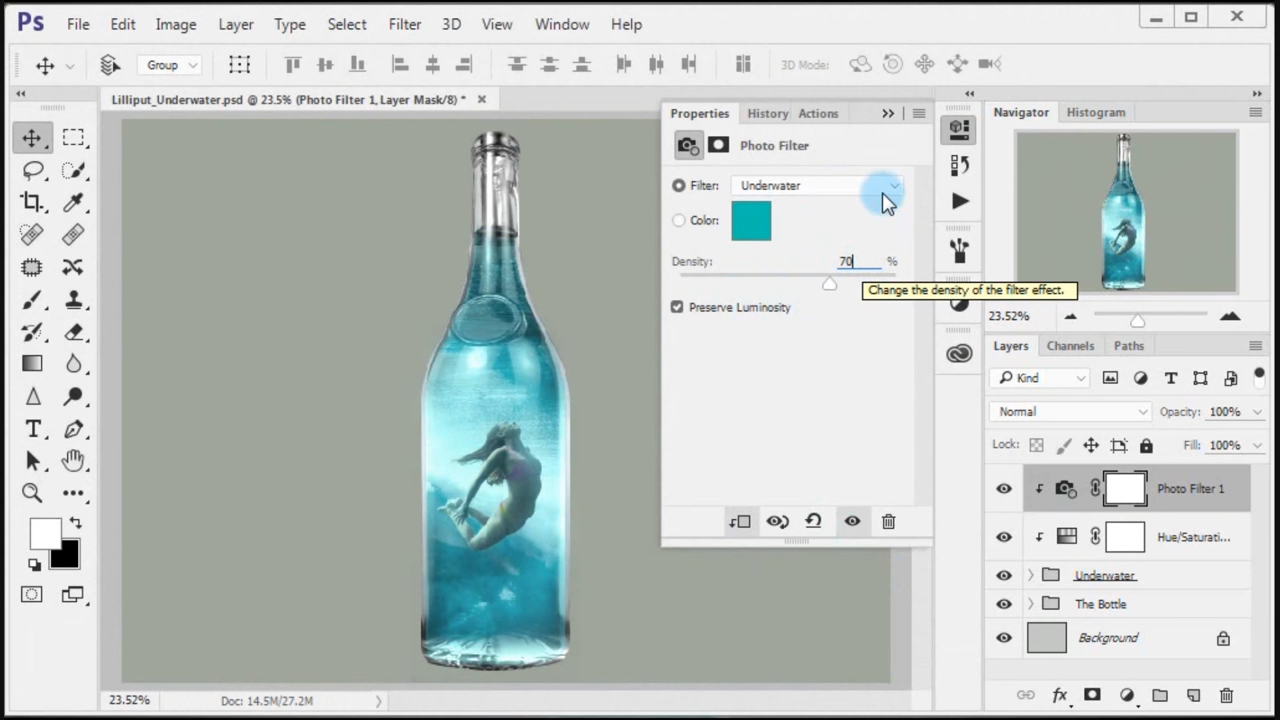 Ps File Edit Image Layer Type Select Filter 3D View Window Help
Group 3D Mode:
Lilliput_Underwater.psd @ 23.5% (Photo Filter 1, Layer Mask/8) *
Properties History Actions
Photo Filter
Filter: Underwater
Color:
Density: 70 %
Change the density of the filter effect.
Preserve Luminosity
Navigator Histogram
23.52%
Layers Channels Paths
Kind
Normal Opacity: 100%
Lock: Fill: 100%
Photo Filter 1
Hue/Saturati...
Underwater
The Bottle
Background
23.52% Doc: 14.5M/27.2M